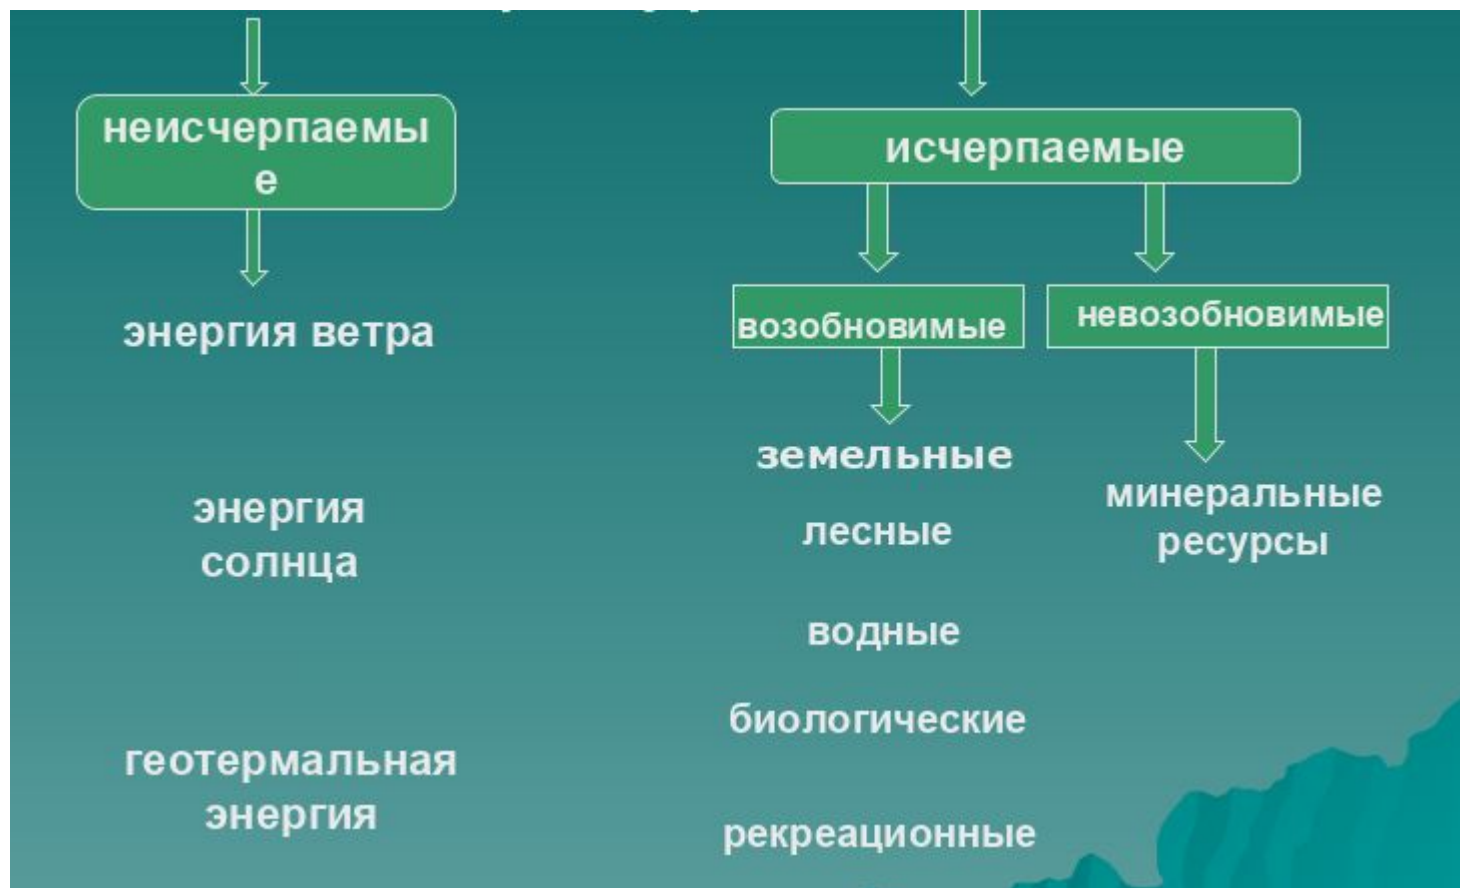 неисчерпаемы
е
энергия ветра
энергия
солнца
геотермальная
энергия
исчерпаемые
возобновимые
земельные
лесные
водные
биологические
рекреационные
невозобновимые
минеральные
ресурсы